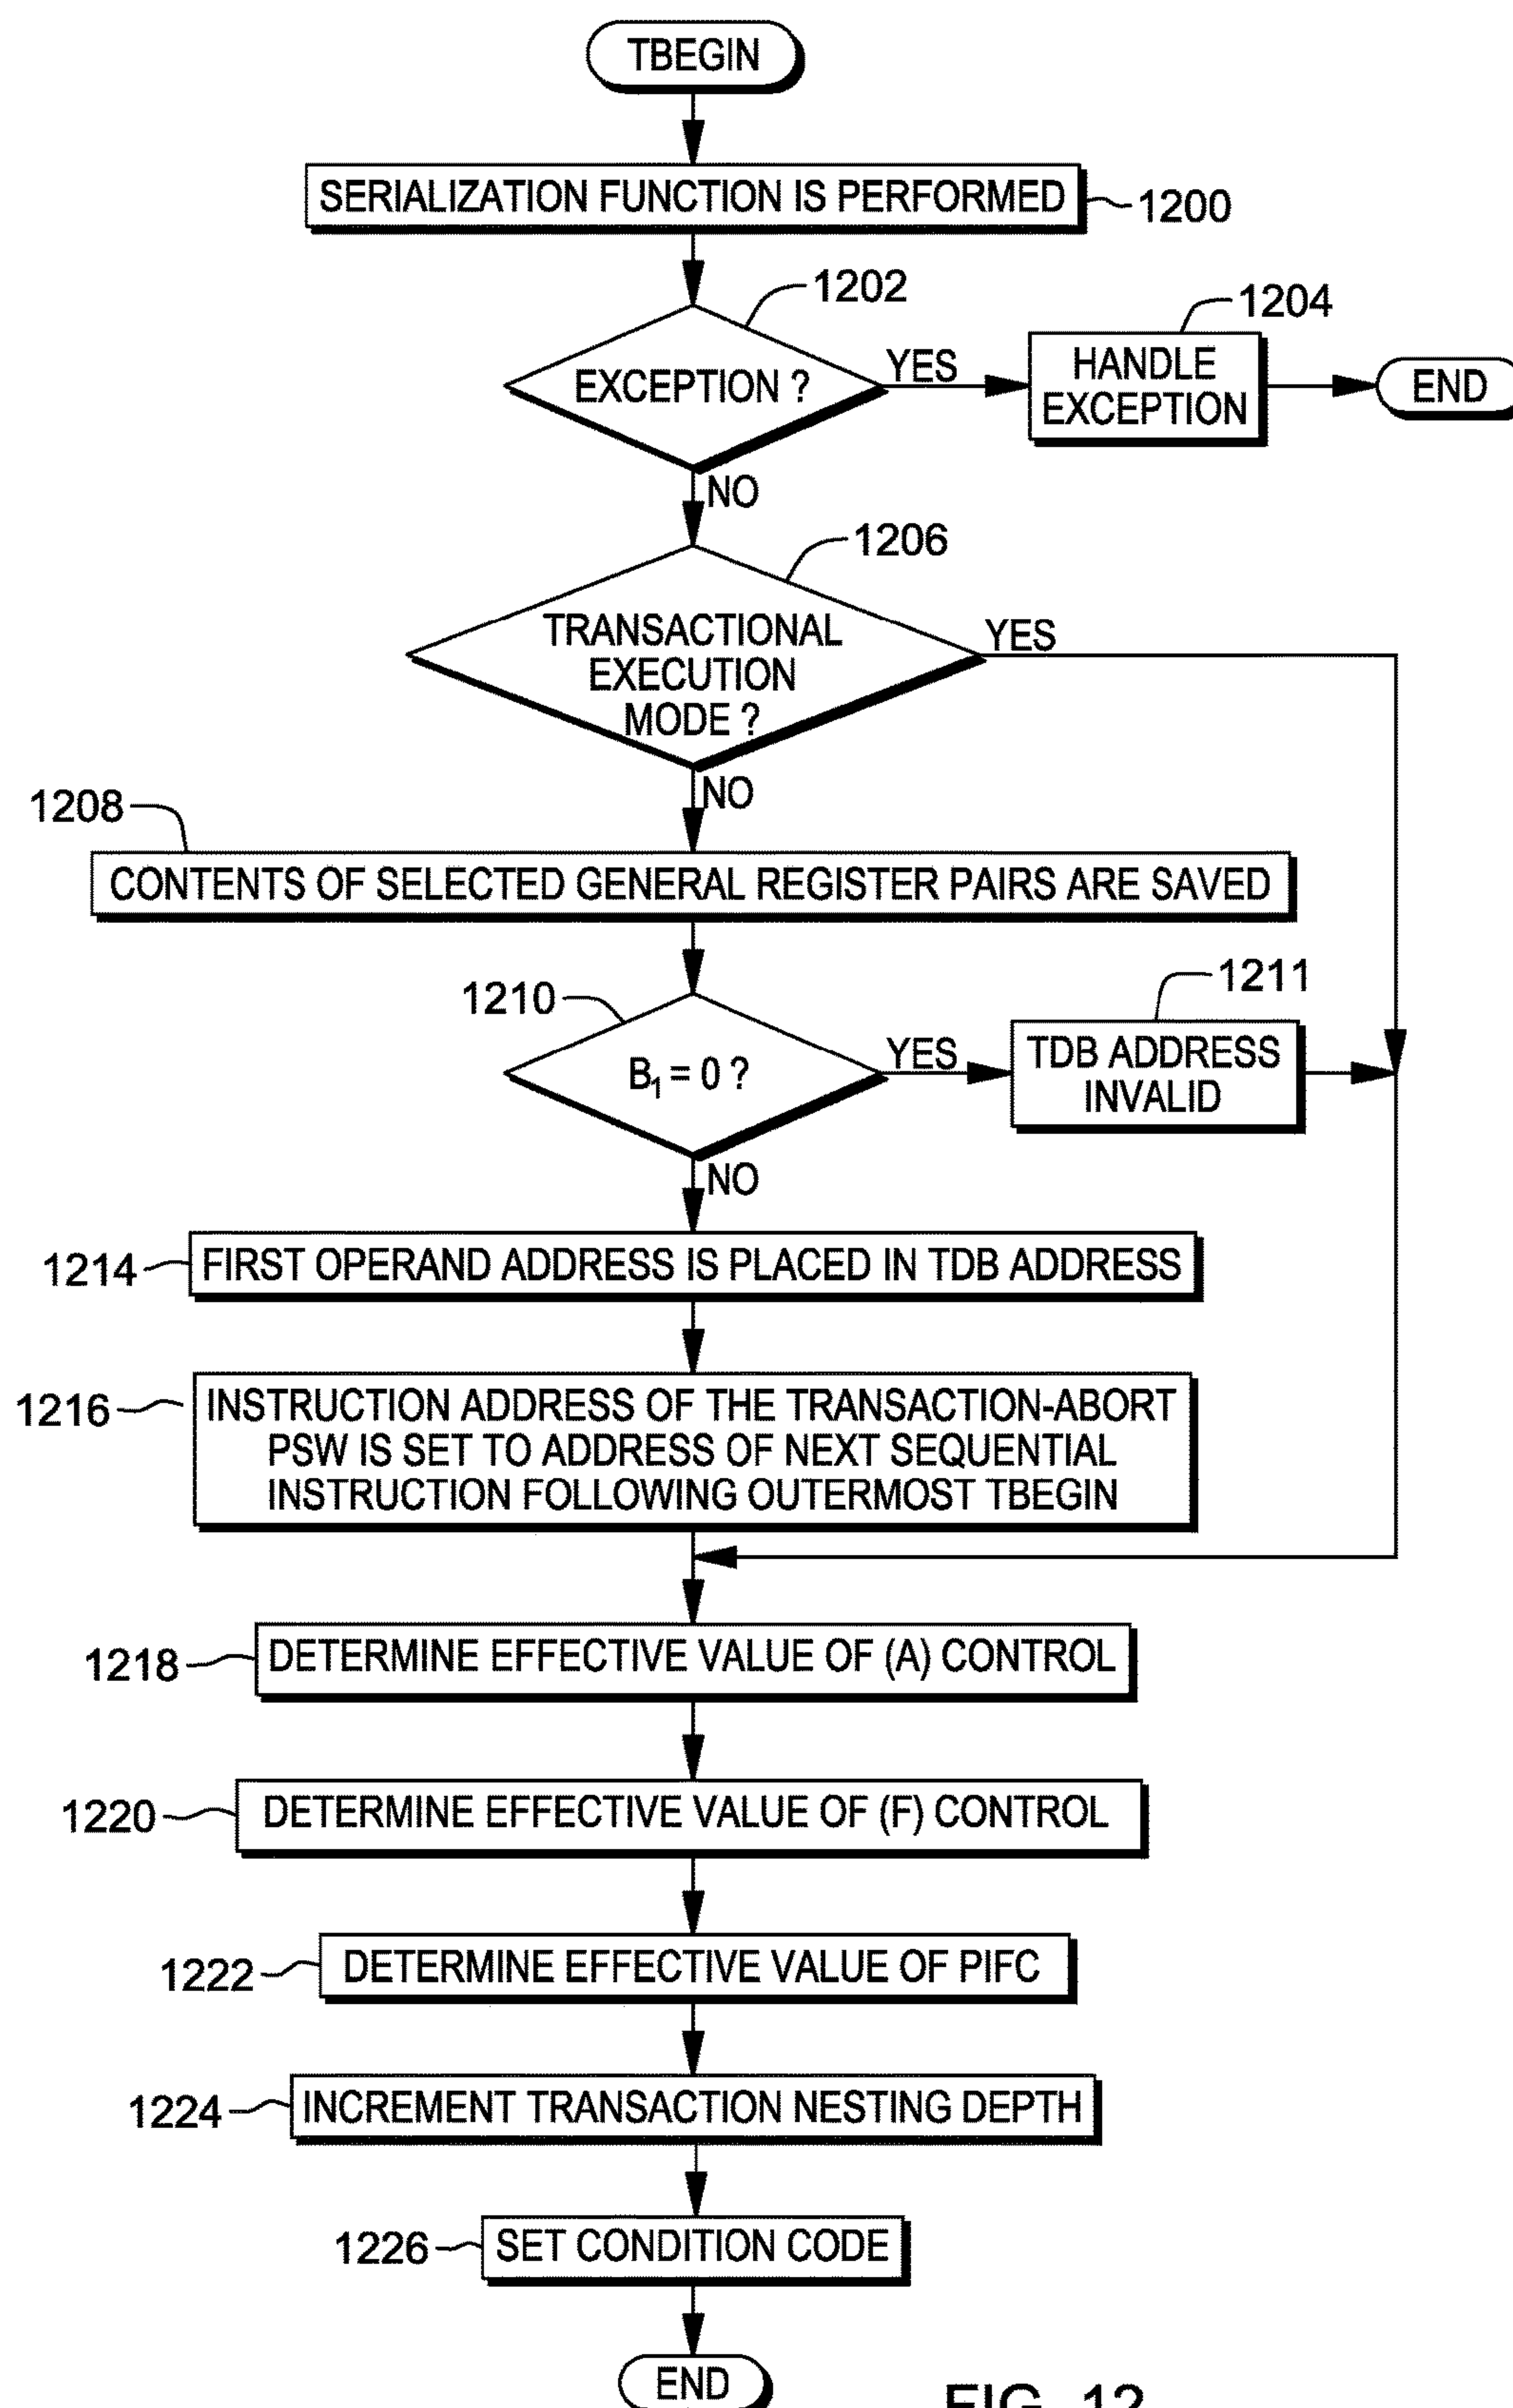 TBEGIN
SERIALIZATION FUNCTION IS PERFORMED
1200
1202
EXCEPTION ?
YES
1204
HANDLE
EXCEPTION
END
NO
1206
TRANSACTIONAL
EXECUTION
MODE ?
YES
NO
1208
CONTENTS OF SELECTED GENERAL REGISTER PAIRS ARE SAVED
1210
B1 = 0 ?
YES
1211
TDB ADDRESS
INVALID
NO
1214
FIRST OPERAND ADDRESS IS PLACED IN TDB ADDRESS
1216
INSTRUCTION ADDRESS OF THE TRANSACTION-ABORT
PSW IS SET TO ADDRESS OF NEXT SEQUENTIAL
INSTRUCTION FOLLOWING OUTERMOST TBEGIN
1218
DETERMINE EFFECTIVE VALUE OF (A) CONTROL
1220
DETERMINE EFFECTIVE VALUE OF (F) CONTROL
1222
DETERMINE EFFECTIVE VALUE OF PIFC
1224
INCREMENT TRANSACTION NESTING DEPTH
1226
SET CONDITION CODE
END
FIG. 12